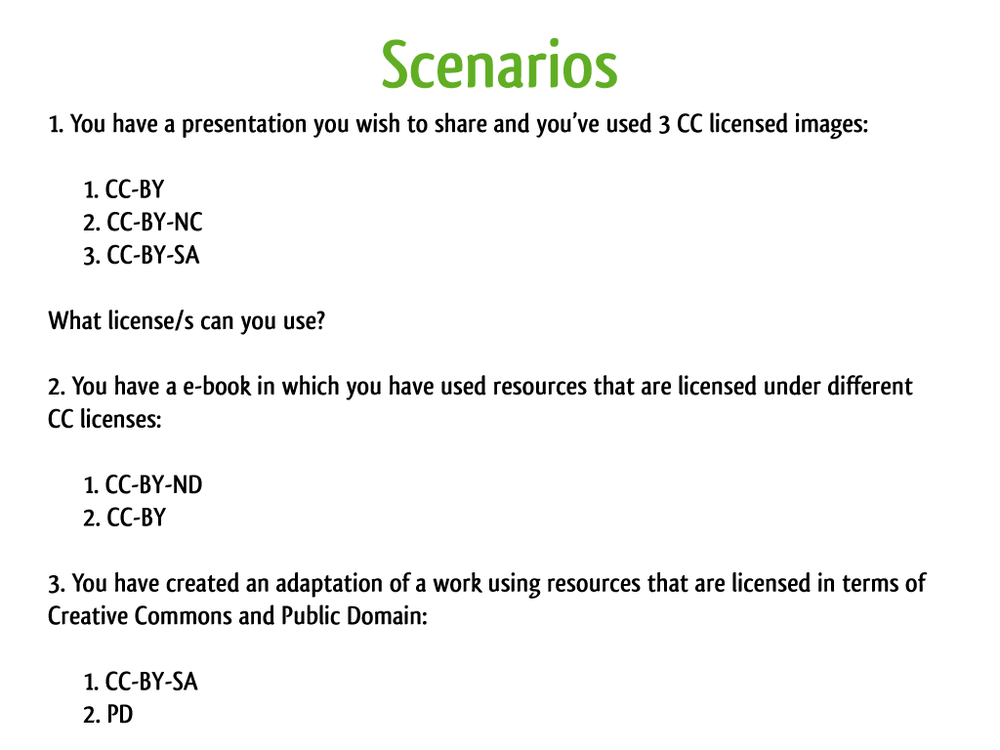 Scenarios
1. You have a presentation you wish to share and you've used 3 CC licensed images:
1. CC-BY
2. CC-BY-NC
3. CC-BY-SA
What license/s can you use?
2. You have a e-book in which you have used resources that are licensed under different
CC licenses:
1. CC-BY-ND
2. CC-BY
3. You have created an adaptation of a work using resources that are licensed in terms of
Creative Commons and Public Domain:
1. CC-BY-SA
2. PD